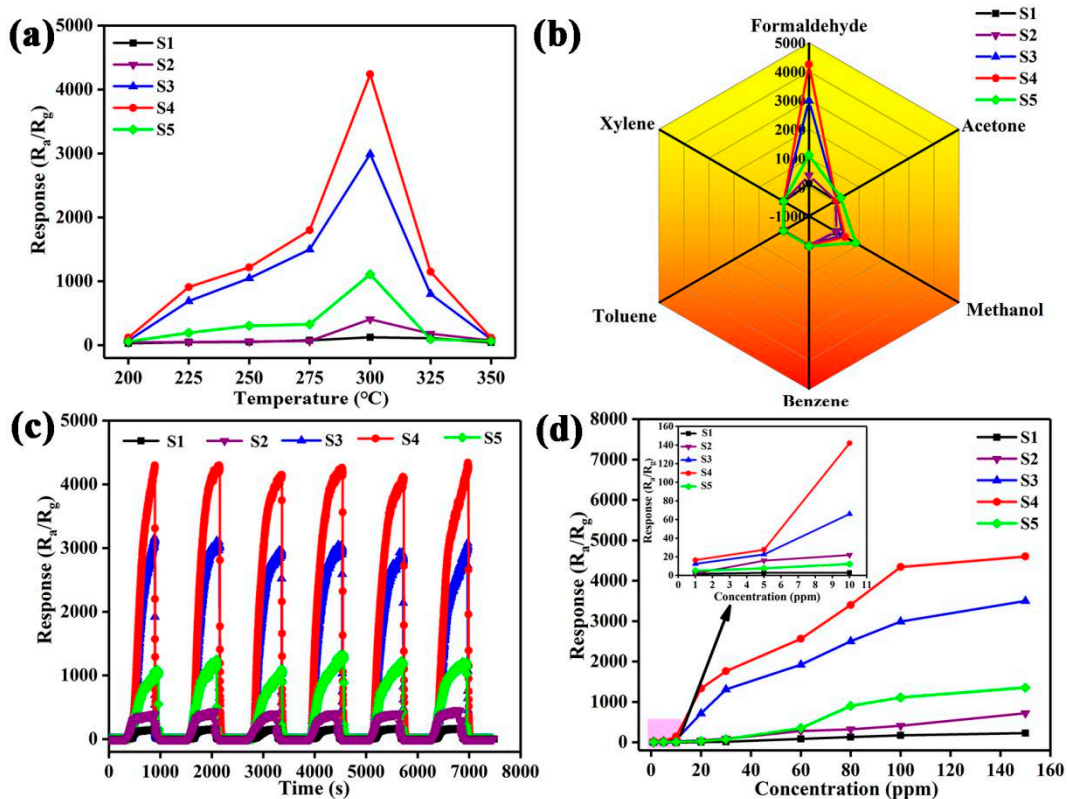 (a)
5000
4000
3000
2000
1000
0
Response (Ra/Rg)
S1
S2
S3
S4
S5
200 225 250 275 300 325 350
Temperature (°C)
(b)
Formaldehyde
5000
4000
3000
2000
1000
0
-1000
Xylene
Acetone
Toluene
Methanol
Benzene
S1
S2
S3
S4
S5
(c)
5000
4000
3000
2000
1000
0
Response (Ra/Rg)
S1 S2 S3 S4 S5
0 1000 2000 3000 4000 5000 6000 7000 8000
Time (s)
(d)
8000
7000
6000
5000
4000
3000
2000
1000
0
Response (Ra/Rg)
160
140
120
100
80
60
40
20
0
Response (Ra/Rg)
S1
S2
S3
S4
S5
0 1 2 3 4 5 6 7 8 9 10 11
Concentration (ppm)
S1
S2
S3
S4
S5
0 20 40 60 80 100 120 140 160
Concentration (ppm)